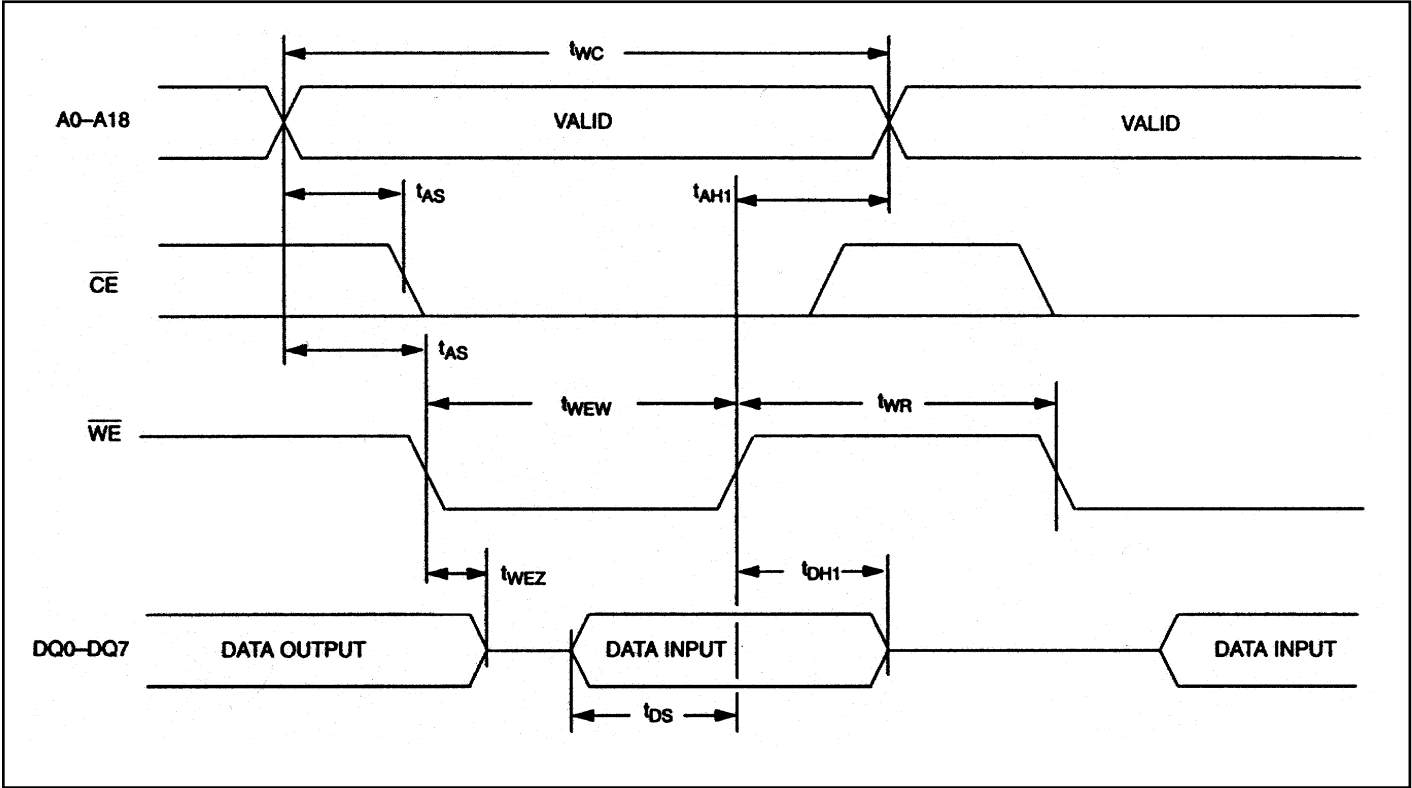 tWC
A0–A18 VALID VALID
tAS tAH1
CE
tAS
tWEW tWR
WE
tWEZ tDH1
DQ0–DQ7 DATA OUTPUT DATA INPUT DATA INPUT
tDS